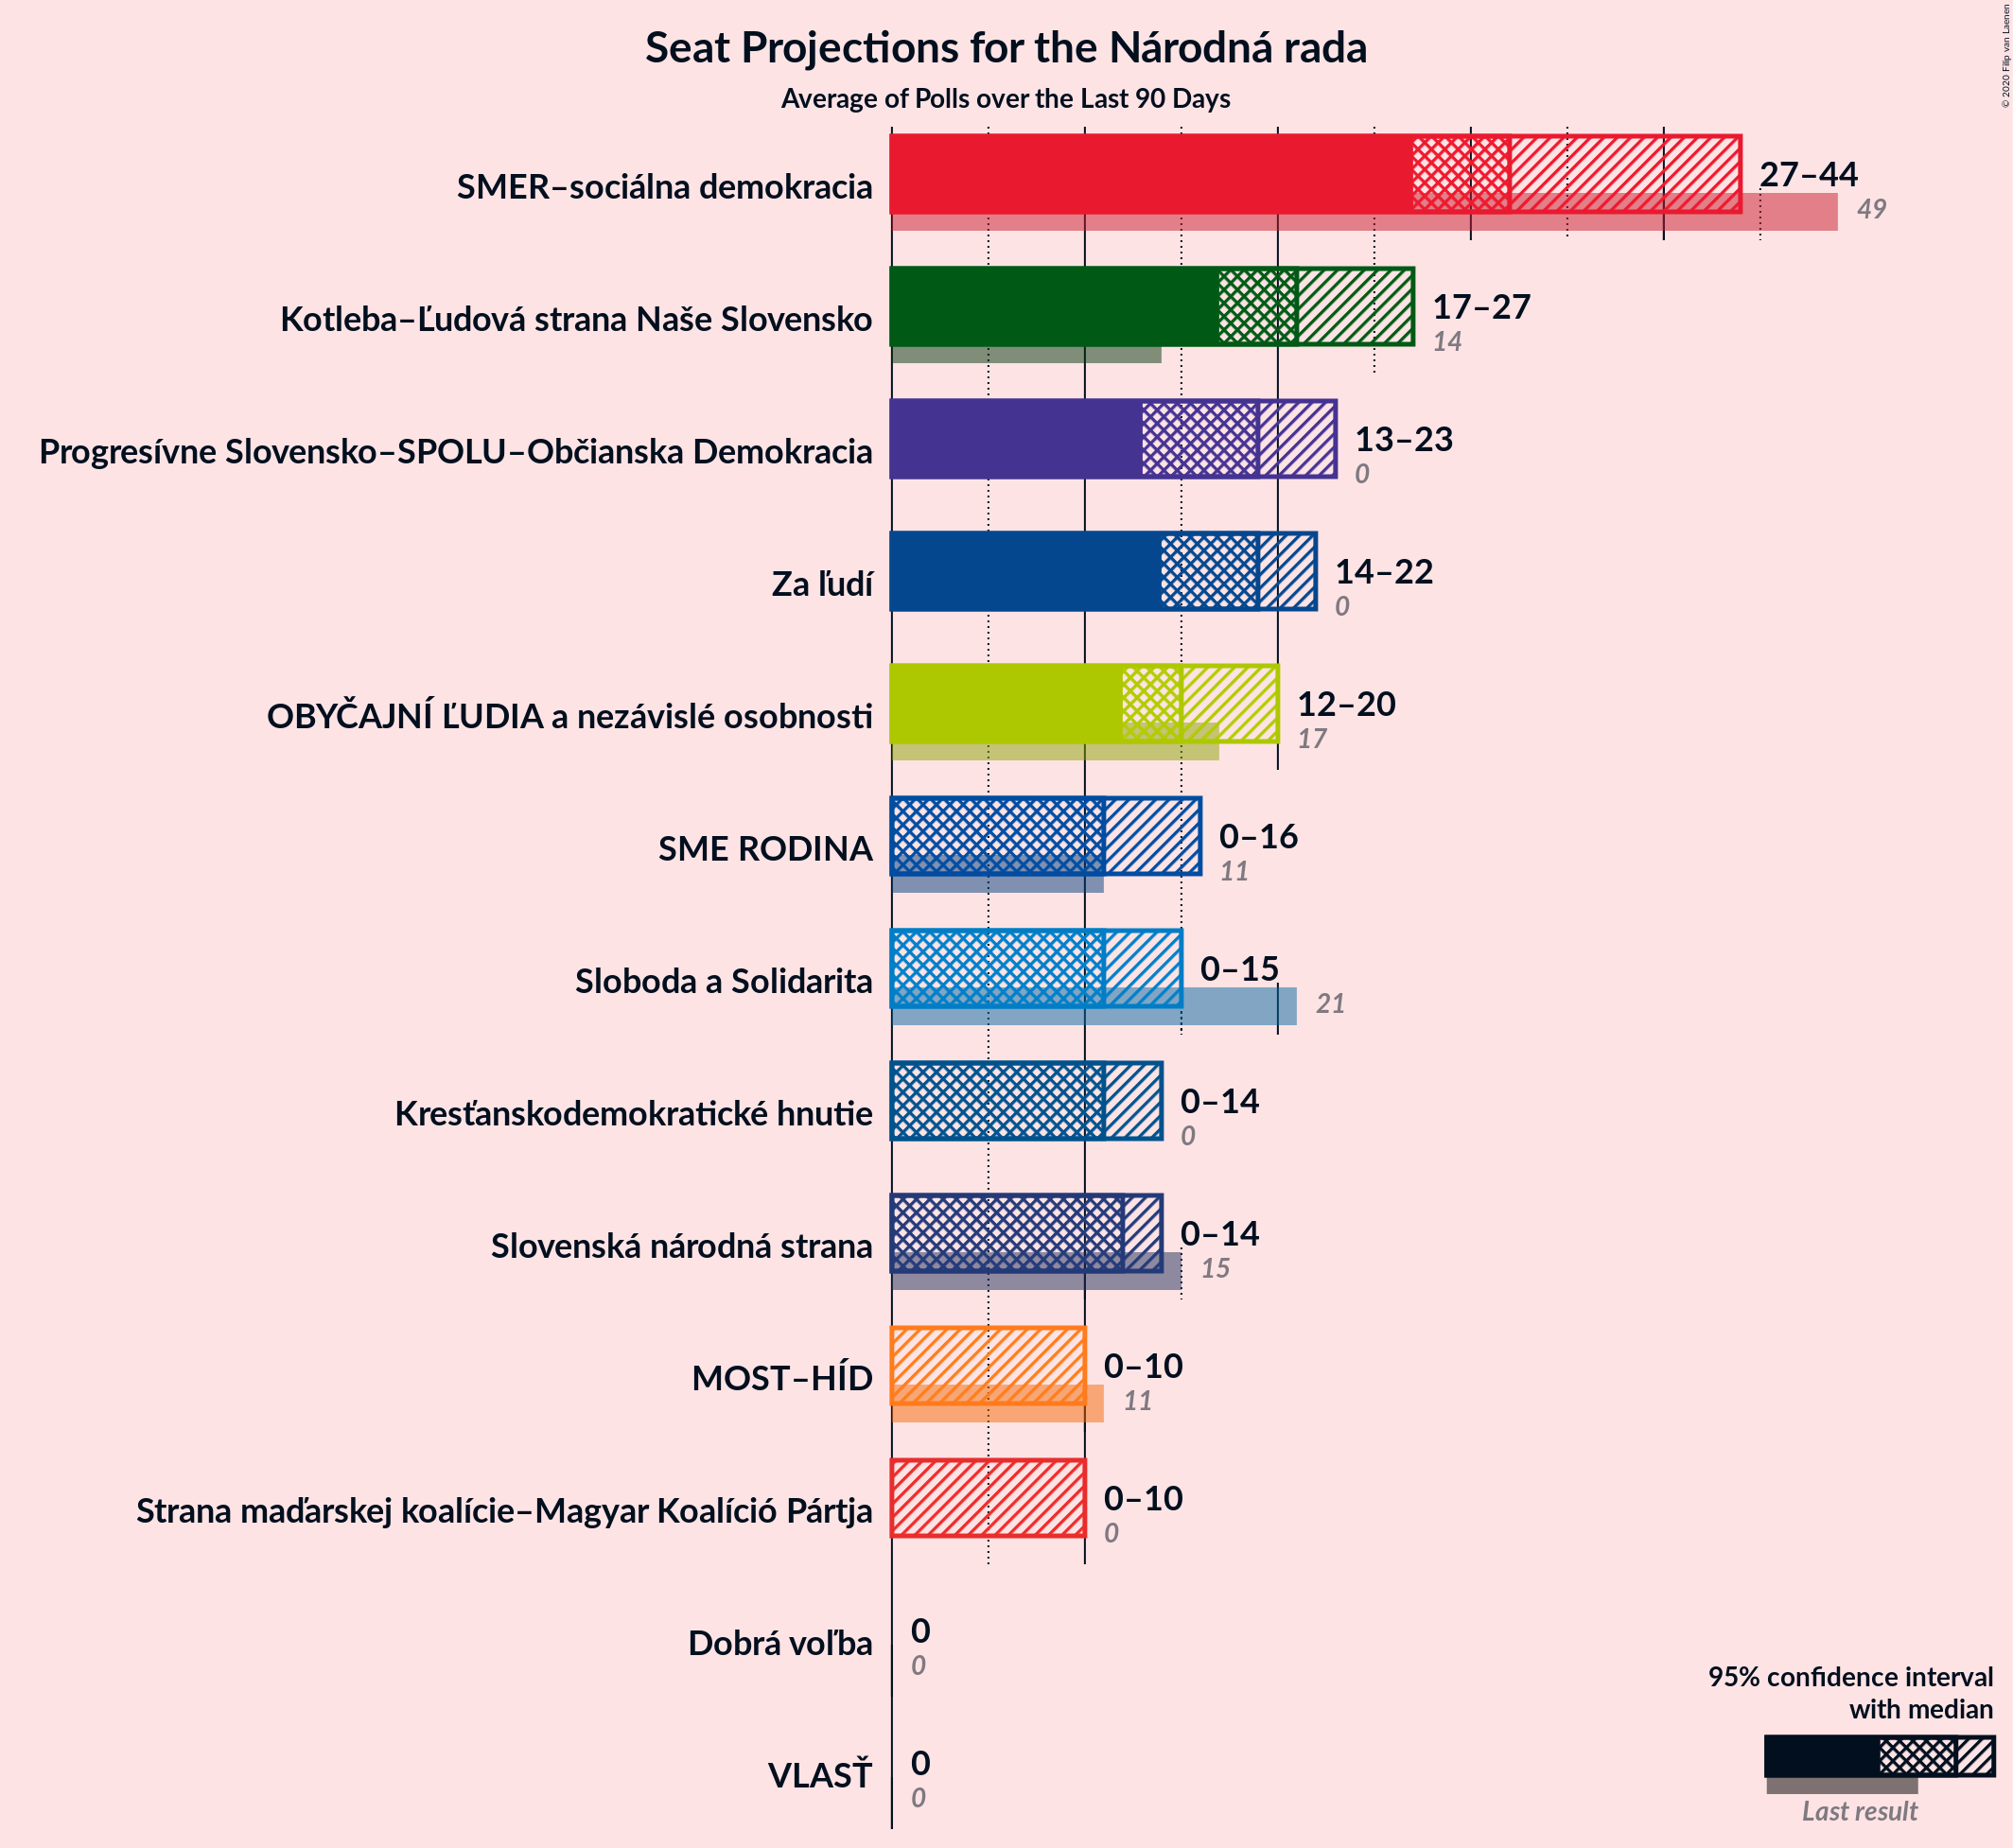 Seat Projections for the Národná rada
Average of Polls over the Last 90 Days
© 2020 Filip van Laenen
SMER–sociálna demokracia
27–44
49
Kotleba–Ľudová strana Naše Slovensko
17–27
14
Progresívne Slovensko–SPOLU–Občianska Demokracia
13–23
0
Za ľudí
14–22
0
OBYČAJNÍ ĽUDIA a nezávislé osobnosti
12–20
17
SME RODINA
0–16
11
Sloboda a Solidarita
0–15
21
Kresťanskodemokratické hnutie
0–14
0
Slovenská národná strana
0–14
15
MOST–HÍD
0–10
11
Strana maďarskej koalície–Magyar Koalíció Pártja
0–10
0
Dobrá voľba
0
0
VLASŤ
0
0
95% confidence interval
with median
Last result